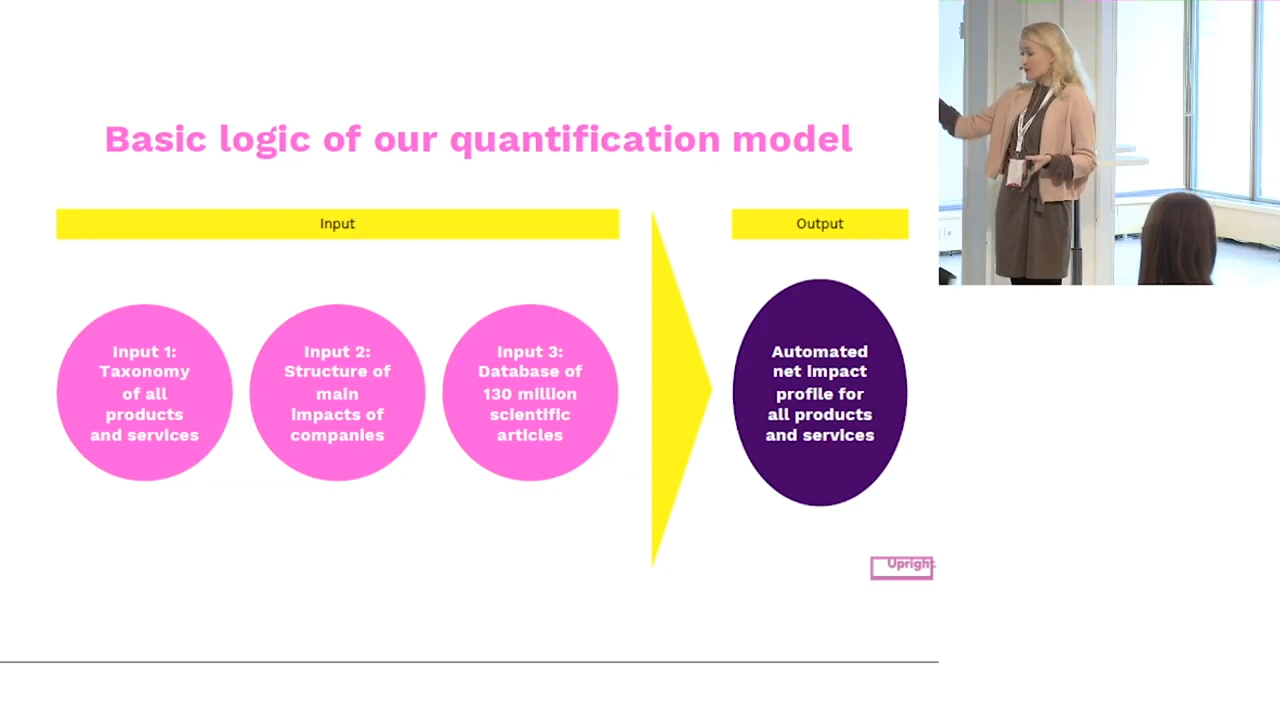 Basic logic of our quantification model
Input
Output
Input 1:
Taxonomy
of all
products
and services
Input 2:
Structure of
main
impacts of
companies
Input 3:
Database of
130 million
scientific
articles
Automated
net impact
profile for
all products
and services
Upright